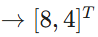 → [8, 4]ᵀ